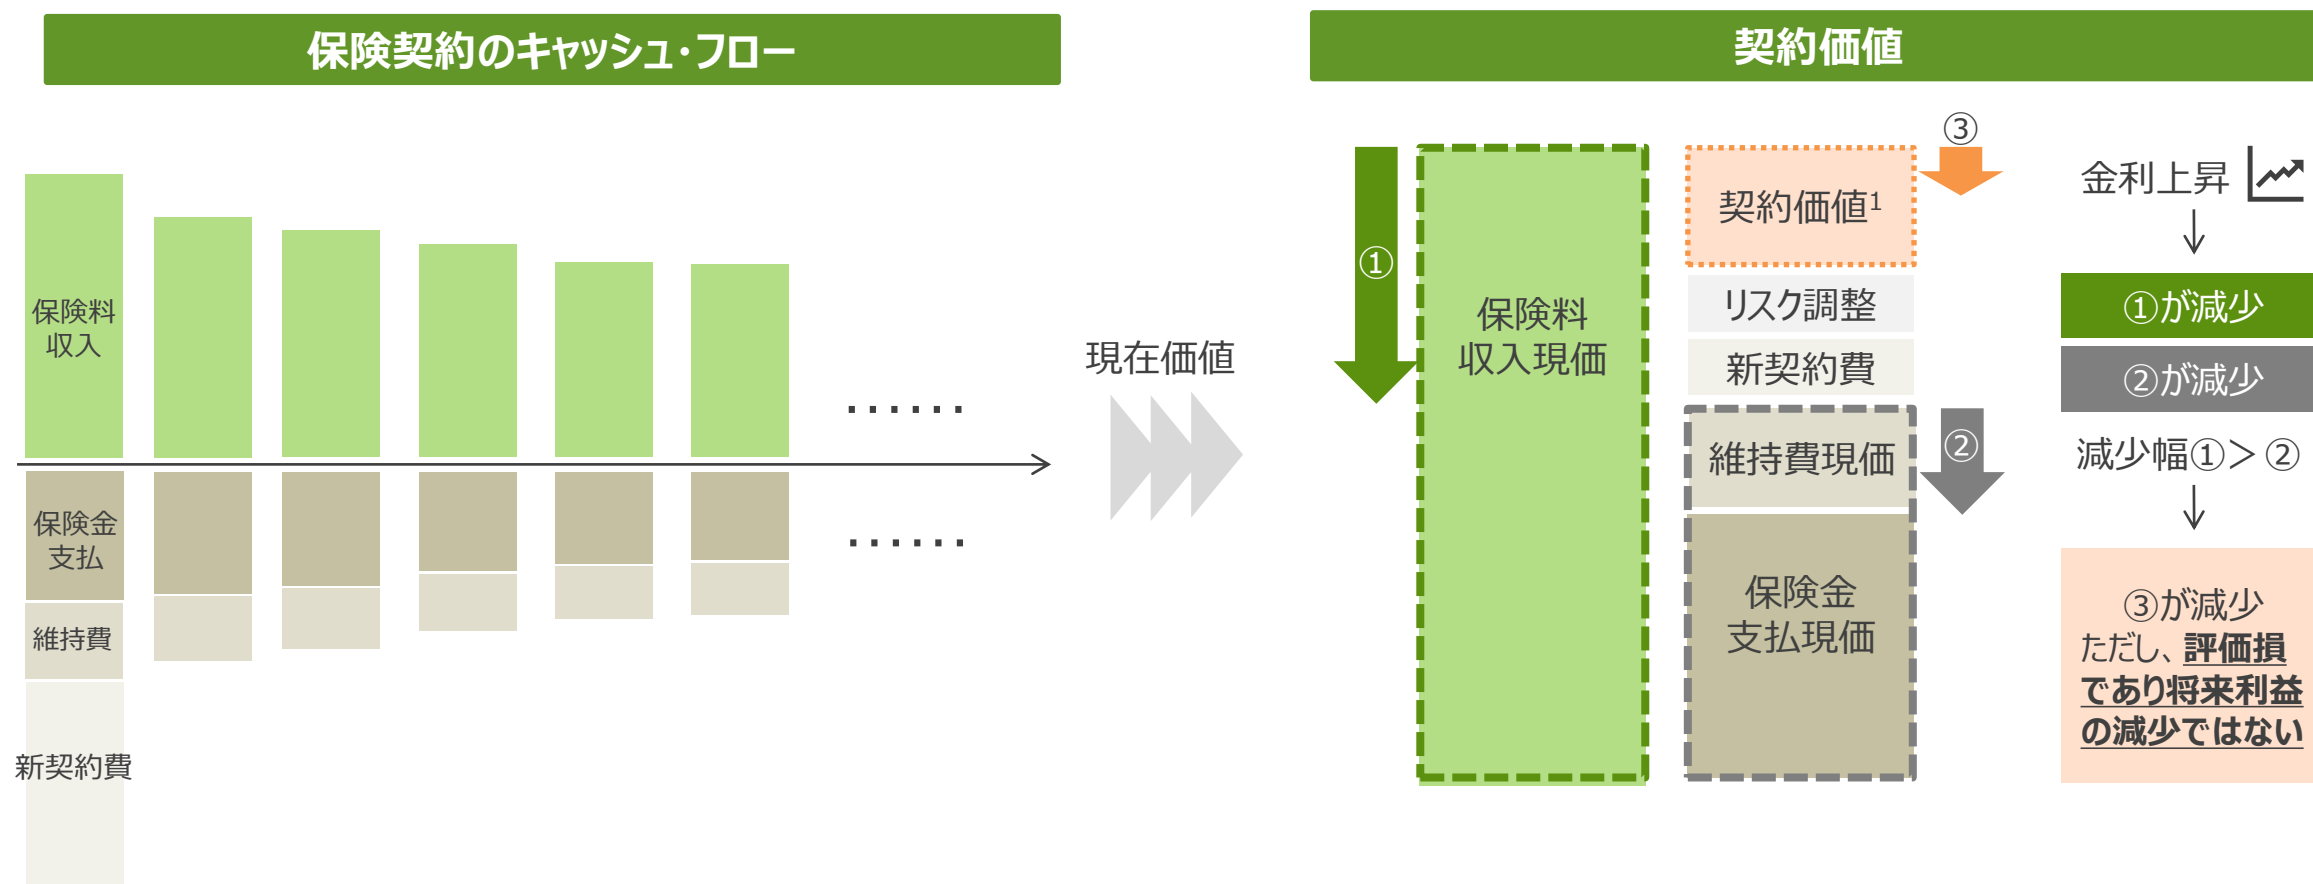 保険契約のキャッシュ・フロー
保険料
収入
保険金
支払
維持費
新契約費
……
……
現在価値
契約価値
①
保険料
収入現価
③
契約価値1
リスク調整
新契約費
維持費現価
②
保険金
支払現価
金利上昇
↓
①が減少
②が減少
減少幅①＞②
↓
③が減少
ただし、評価損
であり将来利益
の減少ではない